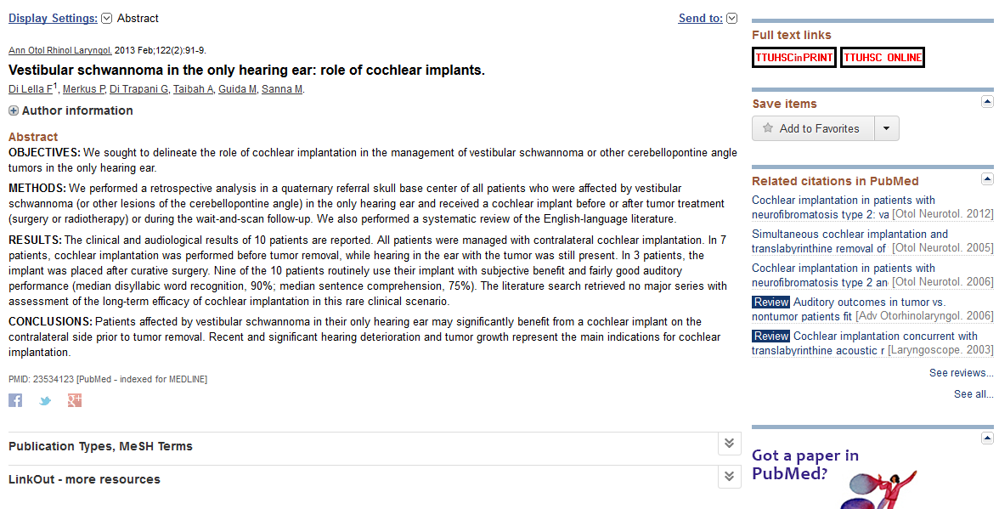 Display Settings: Abstract
Send to:
Ann Otol Rhinol Laryngol. 2013 Feb;122(2):91-9.
Vestibular schwannoma in the only hearing ear: role of cochlear implants.
Di Lella F1, Merkus P, Di Trapani G, Taibah A, Guida M, Sanna M.
Author information
Abstract
OBJECTIVES: We sought to delineate the role of cochlear implantation in the management of vestibular schwannoma or other cerebellopontine angle
tumors in the only hearing ear.
METHODS: We performed a retrospective analysis in a quaternary referral skull base center of all patients who were affected by vestibular
schwannoma (or other lesions of the cerebellopontine angle) in the only hearing ear and received a cochlear implant before or after tumor treatment
(surgery or radiotherapy) or during the wait-and-scan follow-up. We also performed a systematic review of the English-language literature.
RESULTS: The clinical and audiological results of 10 patients are reported. All patients were managed with contralateral cochlear implantation. In 7
patients, cochlear implantation was performed before tumor removal, while hearing in the ear with the tumor was still present. In 3 patients, the
implant was placed after curative surgery. Nine of the 10 patients routinely use their implant with subjective benefit and fairly good auditory
performance (median disyllabic word recognition, 90%; median sentence comprehension, 75%). The literature search retrieved no major series with
assessment of the long-term efficacy of cochlear implantation in this rare clinical scenario.
CONCLUSIONS: Patients affected by vestibular schwannoma in their only hearing ear may significantly benefit from a cochlear implant on the
contralateral side prior to tumor removal. Recent and significant hearing deterioration and tumor growth represent the main indications for cochlear
implantation.
PMID: 23534123 [PubMed - indexed for MEDLINE]
Publication Types, MeSH Terms
LinkOut - more resources
Full text links
TTUHSCinPRINT TTUHSC ONLINE
Save items
Add to Favorites
Related citations in PubMed
Cochlear implantation in patients with
neurofibromatosis type 2: va [Otol Neurotol. 2012]
Simultaneous cochlear implantation and
translabyrinthine removal of [Otol Neurotol. 2005]
Cochlear implantation in patients with
neurofibromatosis type 2 an [Otol Neurotol. 2006]
Review Auditory outcomes in tumor vs.
nontumor patients fit [Adv Otorhinolaryngol. 2006]
Review Cochlear implantation concurrent with
translabyrinthine acoustic r [Laryngoscope. 2003]
See reviews...
See all...
Got a paper in
PubMed?